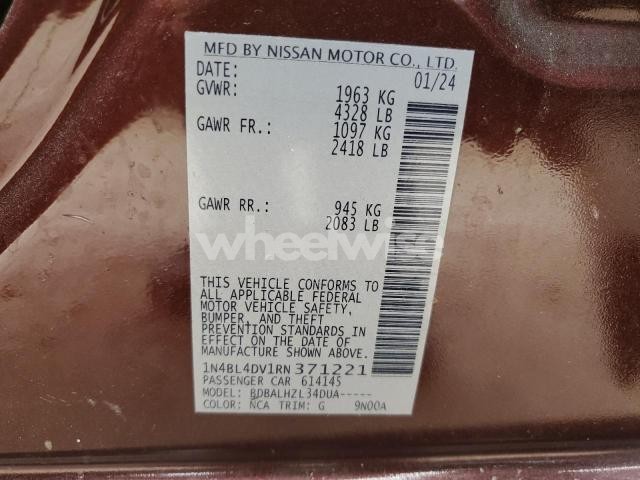 MFD BY NISSAN MOTOR CO., LTD.
DATE: 01/24
GVWR: 1963 KG
4328 LB
GAWR FR.: 1097 KG
2418 LB
GAWR RR.: 945 KG
2083 LB
wheelwise
THIS VEHICLE CONFORMS TO
ALL APPLICABLE FEDERAL
MOTOR VEHICLE SAFETY,
BUMPER, AND THEFT
PREVENTION STANDARDS IN
EFFECT ON THE DATE OF
MANUFACTURE SHOWN ABOVE.
1N4BL4DV1RN 371221
PASSENGER CAR 614145
MODEL: BDBALHZL34DUA-----
COLOR: NCA TRIM: G 9N00A